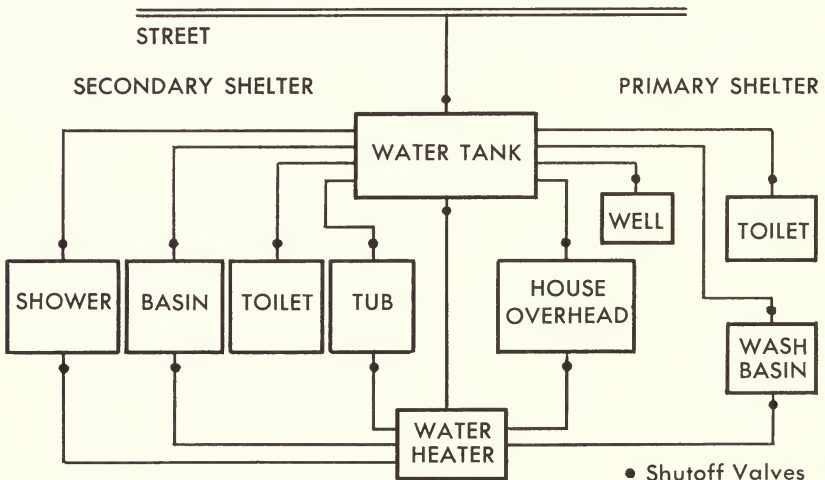 STREET
SECONDARY SHELTER
PRIMARY SHELTER
WATER TANK
WELL
TOILET
SHOWER
BASIN
TOILET
TUB
HOUSE
OVERHEAD
WASH
BASIN
WATER
HEATER
Shutoff Valves